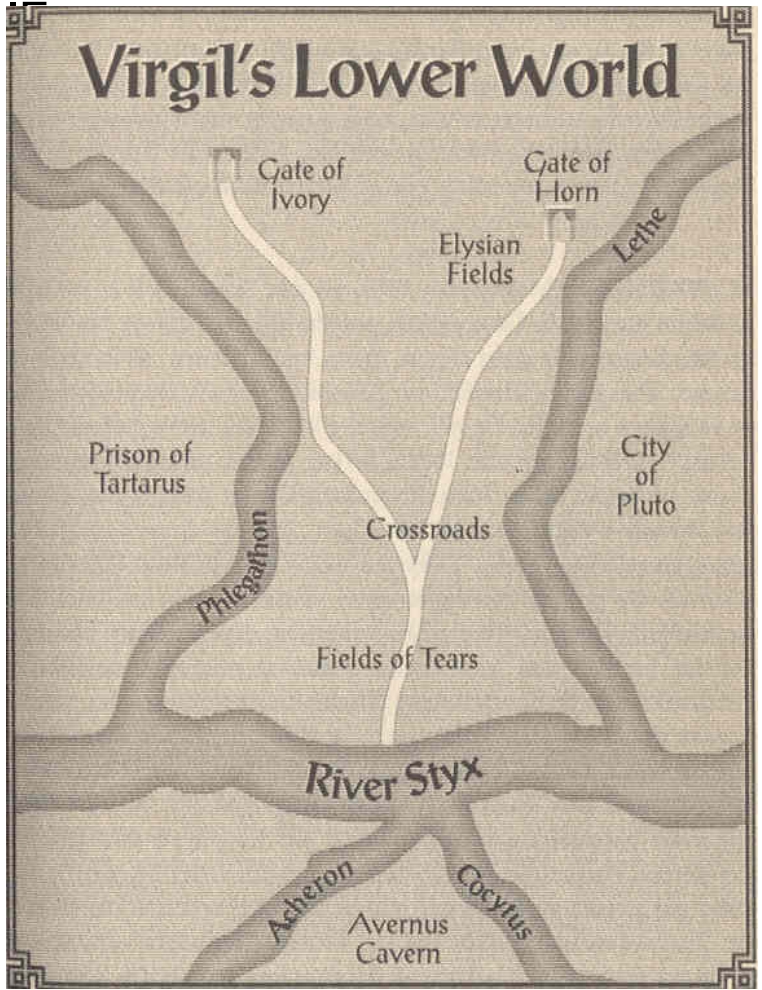 Virgil's Lower World
Gate of
Ivory
Gate of
Horn
Elysian
Fields
Lethe
Prison of
Tartarus
City
of
Pluto
Crossroads
Phlegathon
Fields of Tears
River Styx
Acheron
Cocytus
Avernus
Cavern